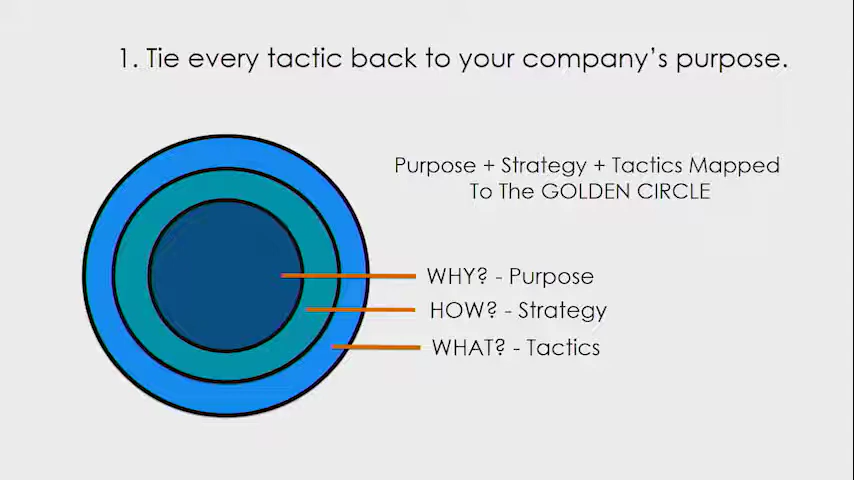 1. Tie every tactic back to your company’s purpose.
Purpose + Strategy + Tactics Mapped
To The GOLDEN CIRCLE
WHY? - Purpose
HOW? - Strategy
WHAT? - Tactics